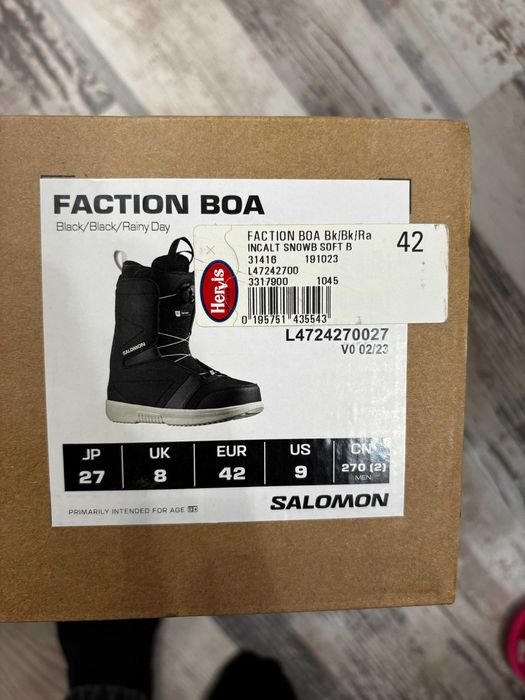 FACTION BOA
Black/Black/Rainy Day
FACTION BOA Bk/Bk/Ra
INCALT SNOWB SOFT B
42
31416 191023
L47242700
3317900 1045
Hervis
0 195751 435543
L4724270027
V0 02/23
SALOMON
JP UK EUR US CN
27 8 42 9 270 (2)
MEN
PRIMARILY INTENDED FOR AGE
SALOMON